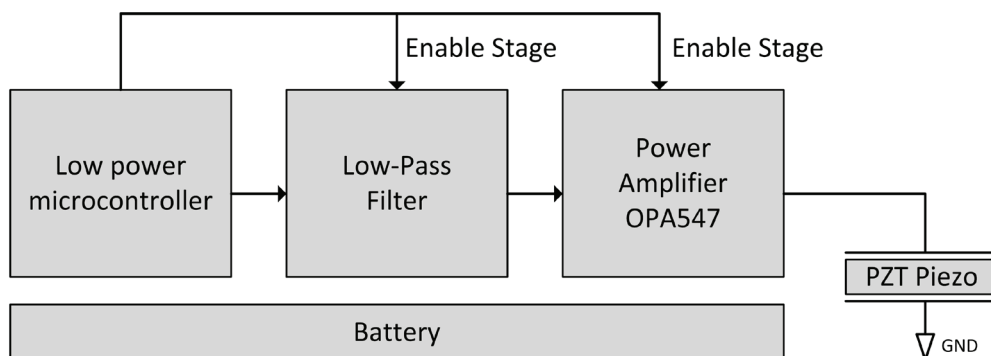 Enable Stage
Enable Stage
Low power
microcontroller
Low-Pass
Filter
Power
Amplifier
OPA547
PZT Piezo
Battery
GND